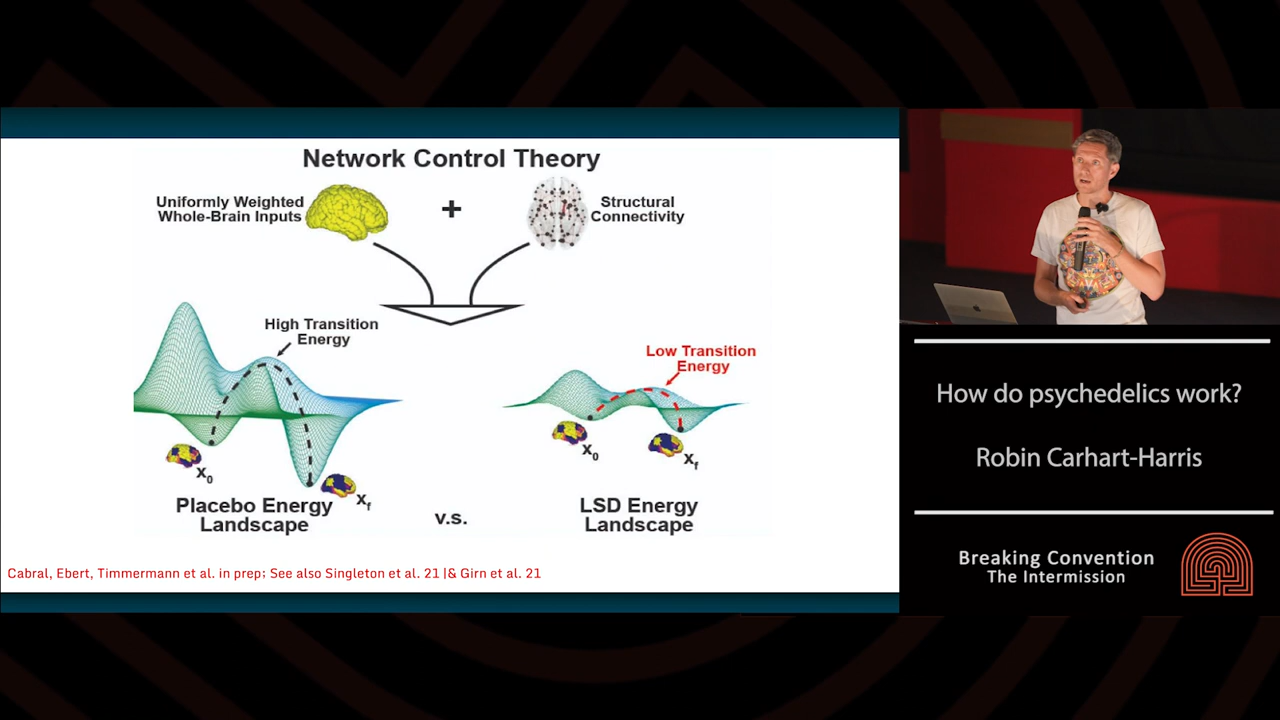 Network Control Theory
Uniformly Weighted
Whole-Brain Inputs
+
Structural
Connectivity
High Transition
Energy
Low Transition
Energy
x0
xf
x0
xf
Placebo Energy
Landscape
v.s.
LSD Energy
Landscape
Cabral, Ebert, Timmermann et al. in prep; See also Singleton et al. 21 |& Girn et al. 21
How do psychedelics work?
Robin Carhart-Harris
Breaking Convention
The Intermission